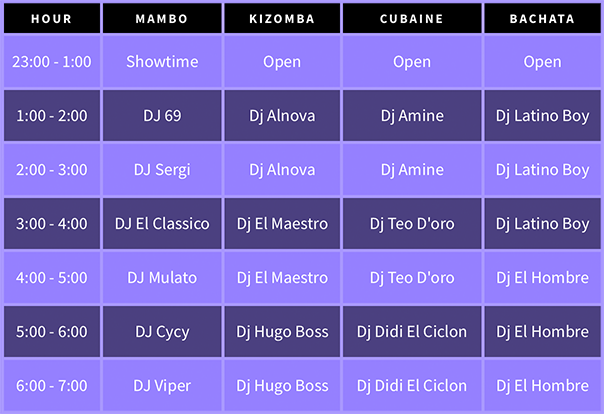 HOUR MAMBO KIZOMBA CUBAINE BACHATA
23:00 - 1:00 Showtime Open Open Open
1:00 - 2:00 DJ 69 Dj Alnova Dj Amine Dj Latino Boy
2:00 - 3:00 DJ Sergi Dj Alnova Dj Amine Dj Latino Boy
3:00 - 4:00 DJ El Classico Dj El Maestro Dj Teo D'oro Dj Latino Boy
4:00 - 5:00 DJ Mulato Dj El Maestro Dj Teo D'oro Dj El Hombre
5:00 - 6:00 DJ Cycy Dj Hugo Boss Dj Didi El Ciclon Dj El Hombre
6:00 - 7:00 DJ Viper Dj Hugo Boss Dj Didi El Ciclon Dj El Hombre